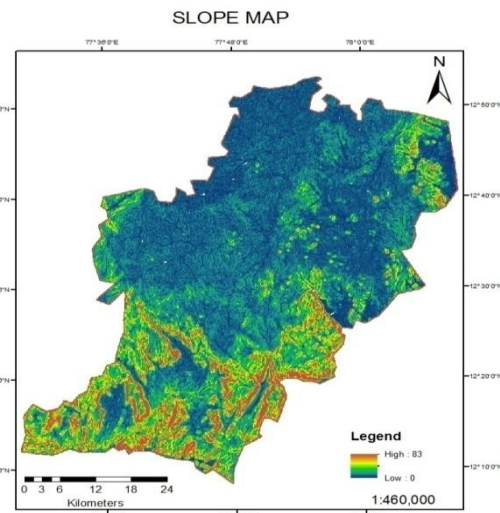 SLOPE MAP
77°36'0"E 77°48'0"E 78°0'0"E
N
12°50'0"N
12°40'0"N
12°30'0"N
12°20'0"N
12°10'0"N
Legend
High : 83
Low : 0
0 3 6 12 18 24
Kilometers
1:460,000